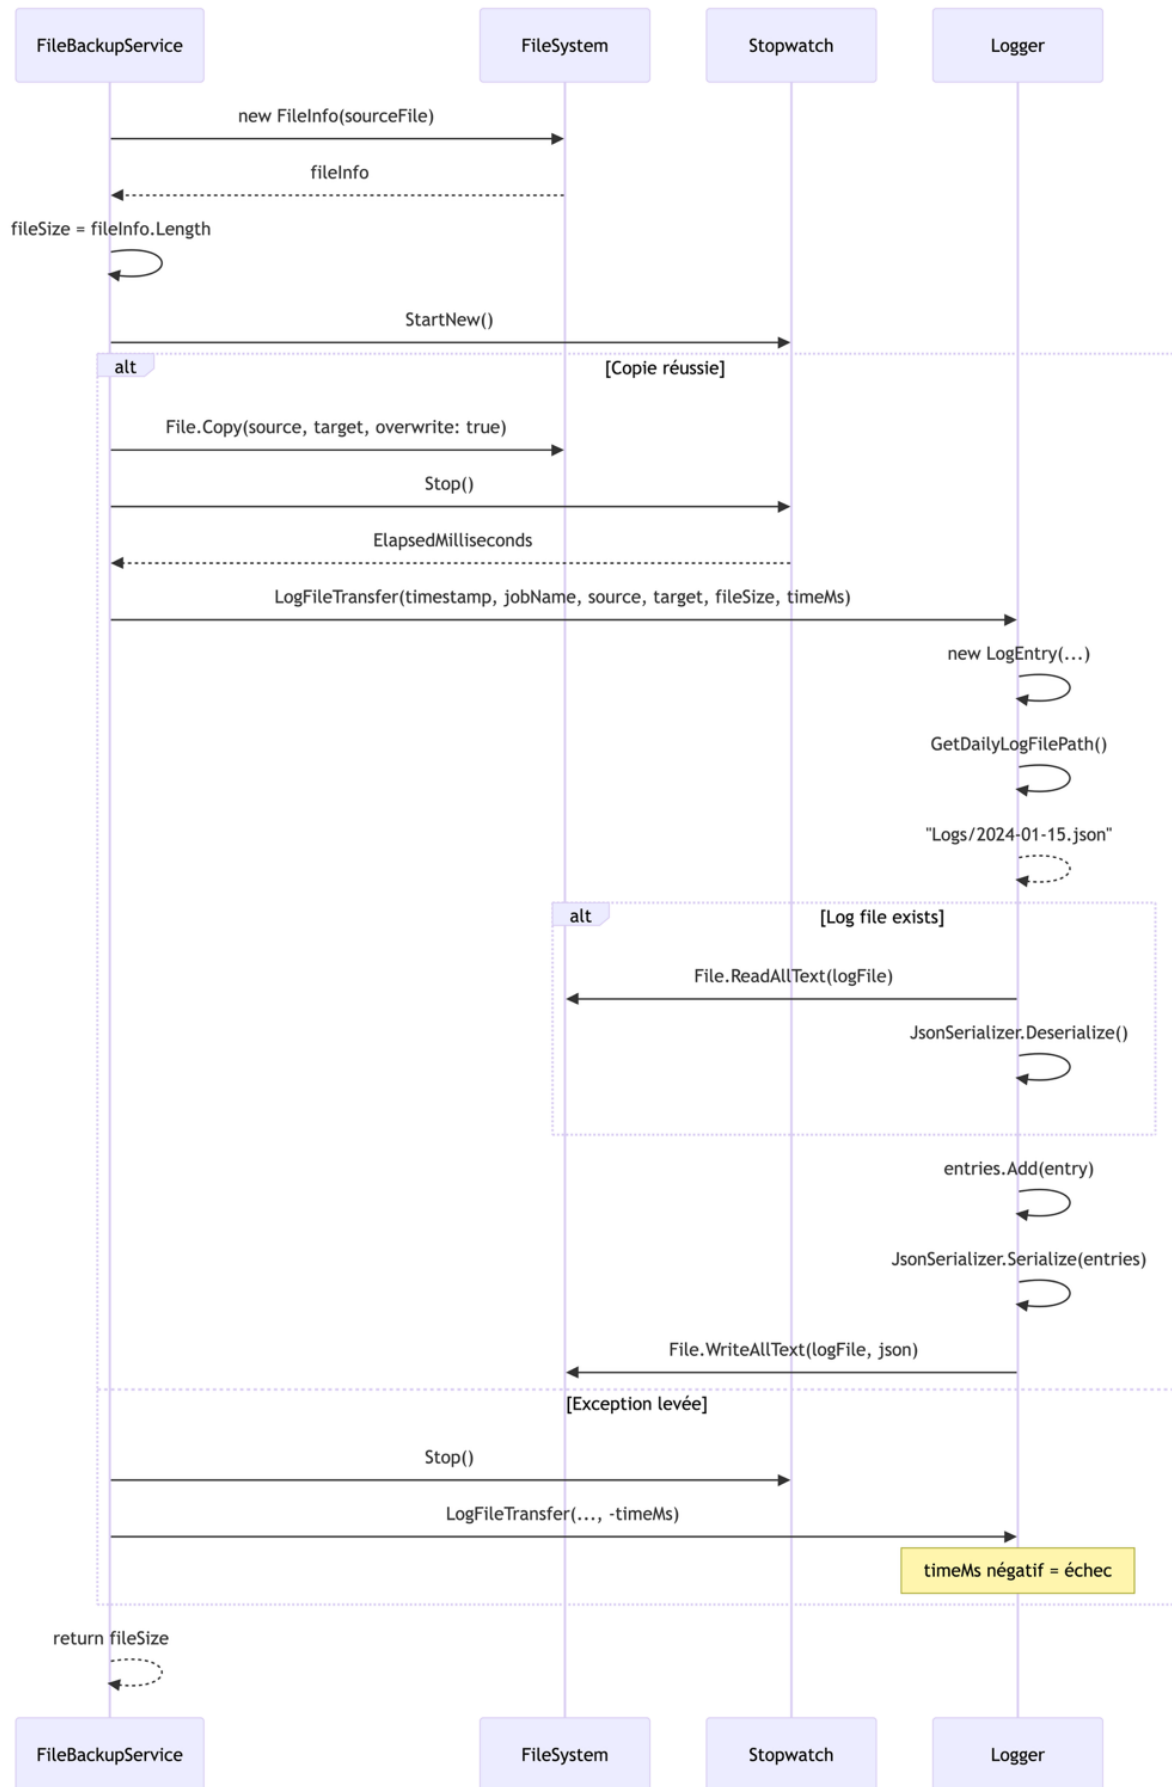 FileBackupService
FileSystem
Stopwatch
Logger
new FileInfo(sourceFile)
fileInfo
fileSize = fileInfo.Length
StartNew()
alt
[Copie réussie]
File.Copy(source, target, overwrite: true)
Stop()
ElapsedMilliseconds
LogFileTransfer(timestamp, jobName, source, target, fileSize, timeMs)
new LogEntry(...)
GetDailyLogFilePath()
"Logs/2024-01-15.json"
alt
[Log file exists]
File.ReadAllText(logFile)
JsonSerializer.Deserialize()
entries.Add(entry)
JsonSerializer.Serialize(entries)
File.WriteAllText(logFile, json)
[Exception levée]
Stop()
LogFileTransfer(..., -timeMs)
timeMs négatif = échec
return fileSize
FileBackupService
FileSystem
Stopwatch
Logger